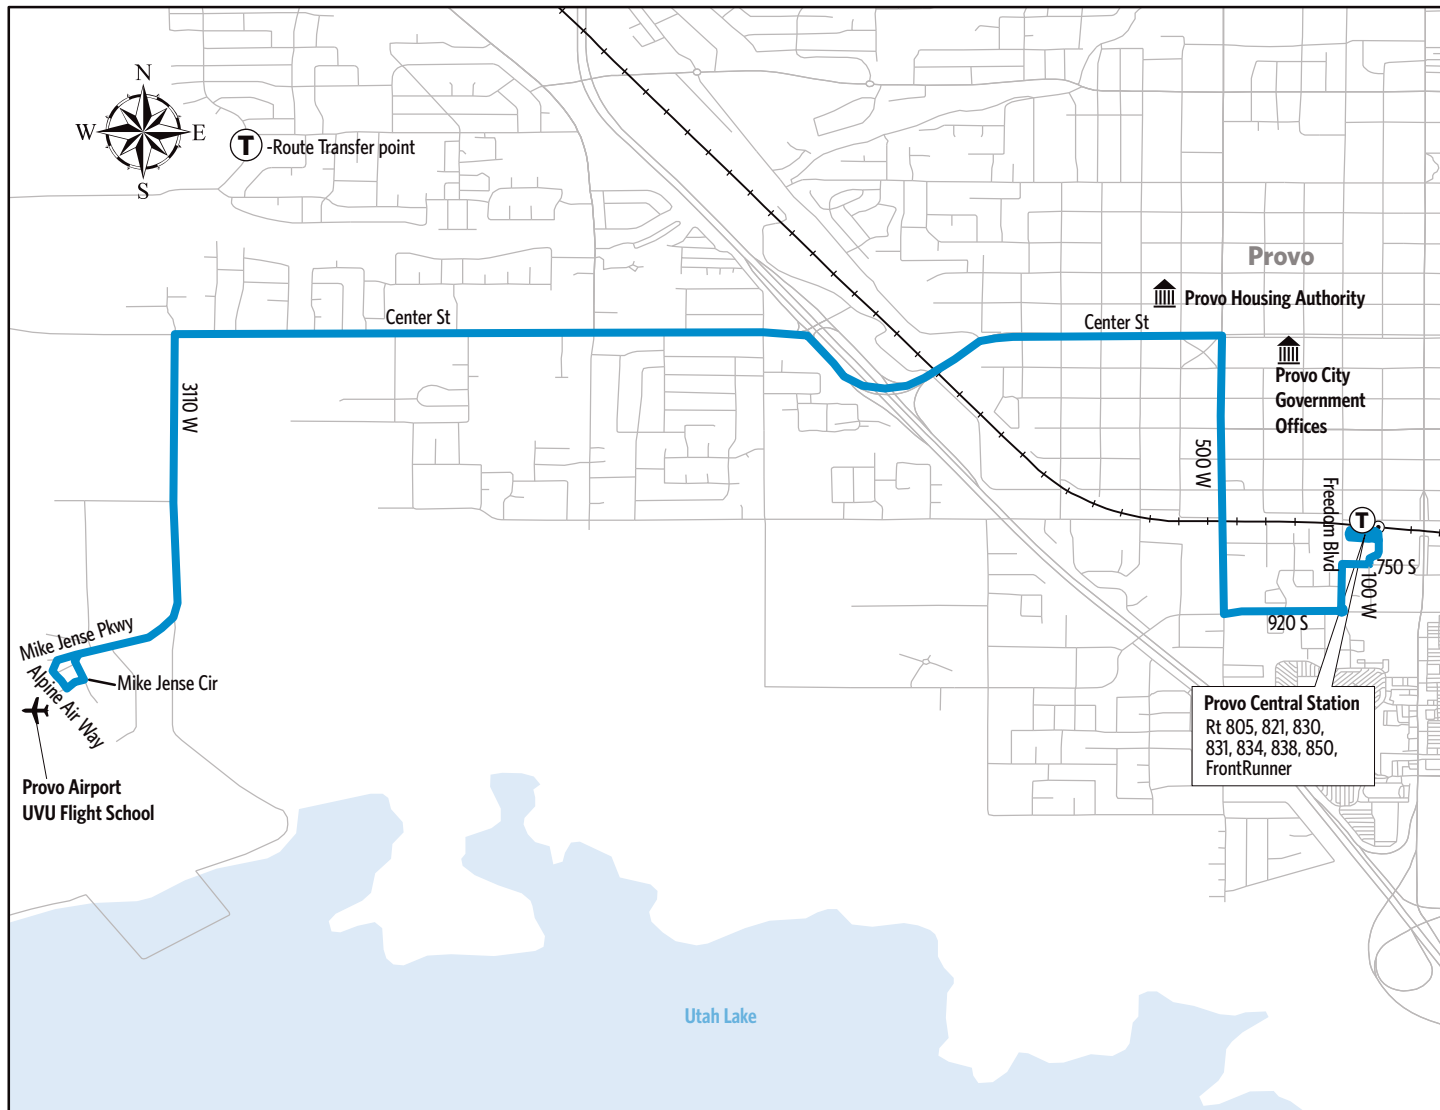 N
W
E
S
T
-Route Transfer point
Provo
Provo Housing Authority
Center St
Center St
Provo City
Government
Offices
3110 W
500 W
Freedom Blvd
T
750 S
100 W
920 S
Mike Jense Pkwy
Mike Jense Cir
Alpine Air Way
Provo Central Station
Rt 805, 821, 830,
831, 834, 838, 850,
FrontRunner
Provo Airport
UVU Flight School
Utah Lake